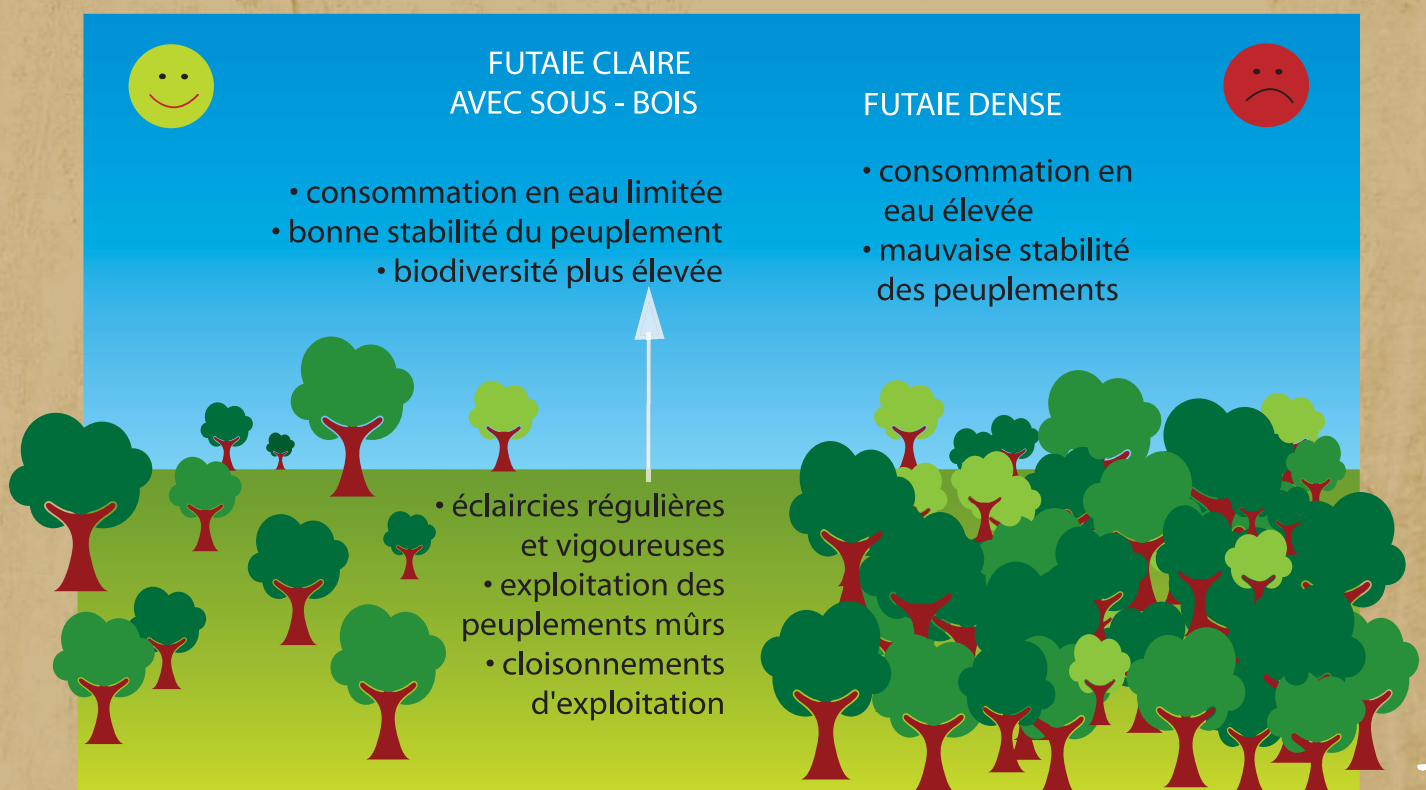 FUTAIE CLAIRE
AVEC SOUS - BOIS
• consommation en eau limitée
• bonne stabilité du peuplement
• biodiversité plus élevée
• éclaircies régulières
et vigoureuses
• exploitation des
peuplements mûrs
• cloisonnements
d'exploitation
FUTAIE DENSE
• consommation en
eau élevée
• mauvaise stabilité
des peuplements